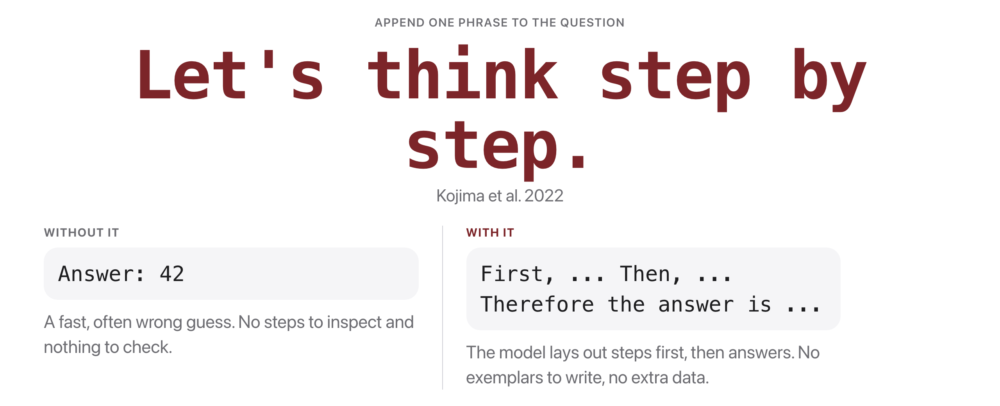 APPEND ONE PHRASE TO THE QUESTION
Let's think step by
step.
Kojima et al. 2022
WITHOUT IT
Answer: 42
A fast, often wrong guess. No steps to inspect and
nothing to check.
WITH IT
First, ... Then, ...
Therefore the answer is ...
The model lays out steps first, then answers. No
exemplars to write, no extra data.